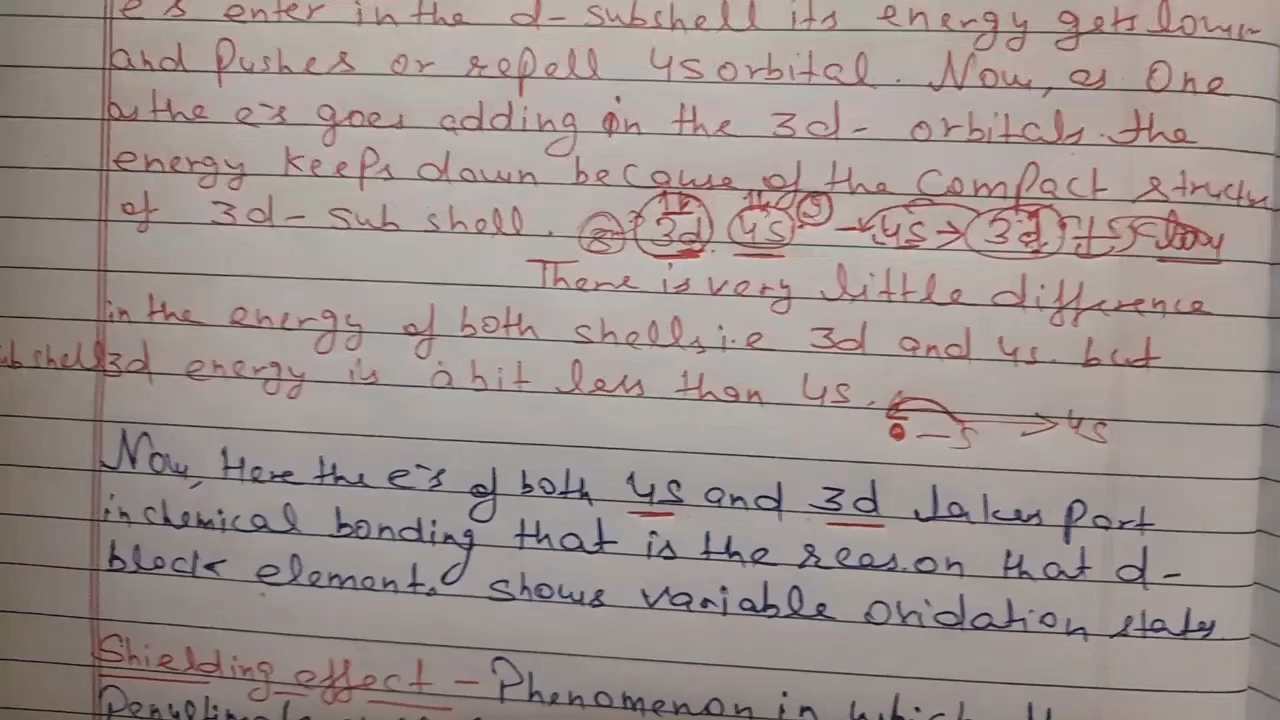 e⁻s enter in the d-subshell its energy gets lower
and Pushes or repell 4s orbital. Now, as One
by the e⁻s goes adding in the 3d- orbitals. the
energy keeps down because of the Compact struct
of 3d-sub shell. 3d 4s 4s 3d
There is very little difference
in the energy of both shells i.e 3d and 4s. but
subshell 3d energy is a bit less than 4s.
4s
Now, Here the e⁻s of both 4s and 3d takes Part
in chemical bonding that is the reason that d-
block elements shows variable oxidation states
Shielding effect - Phenomenon in which